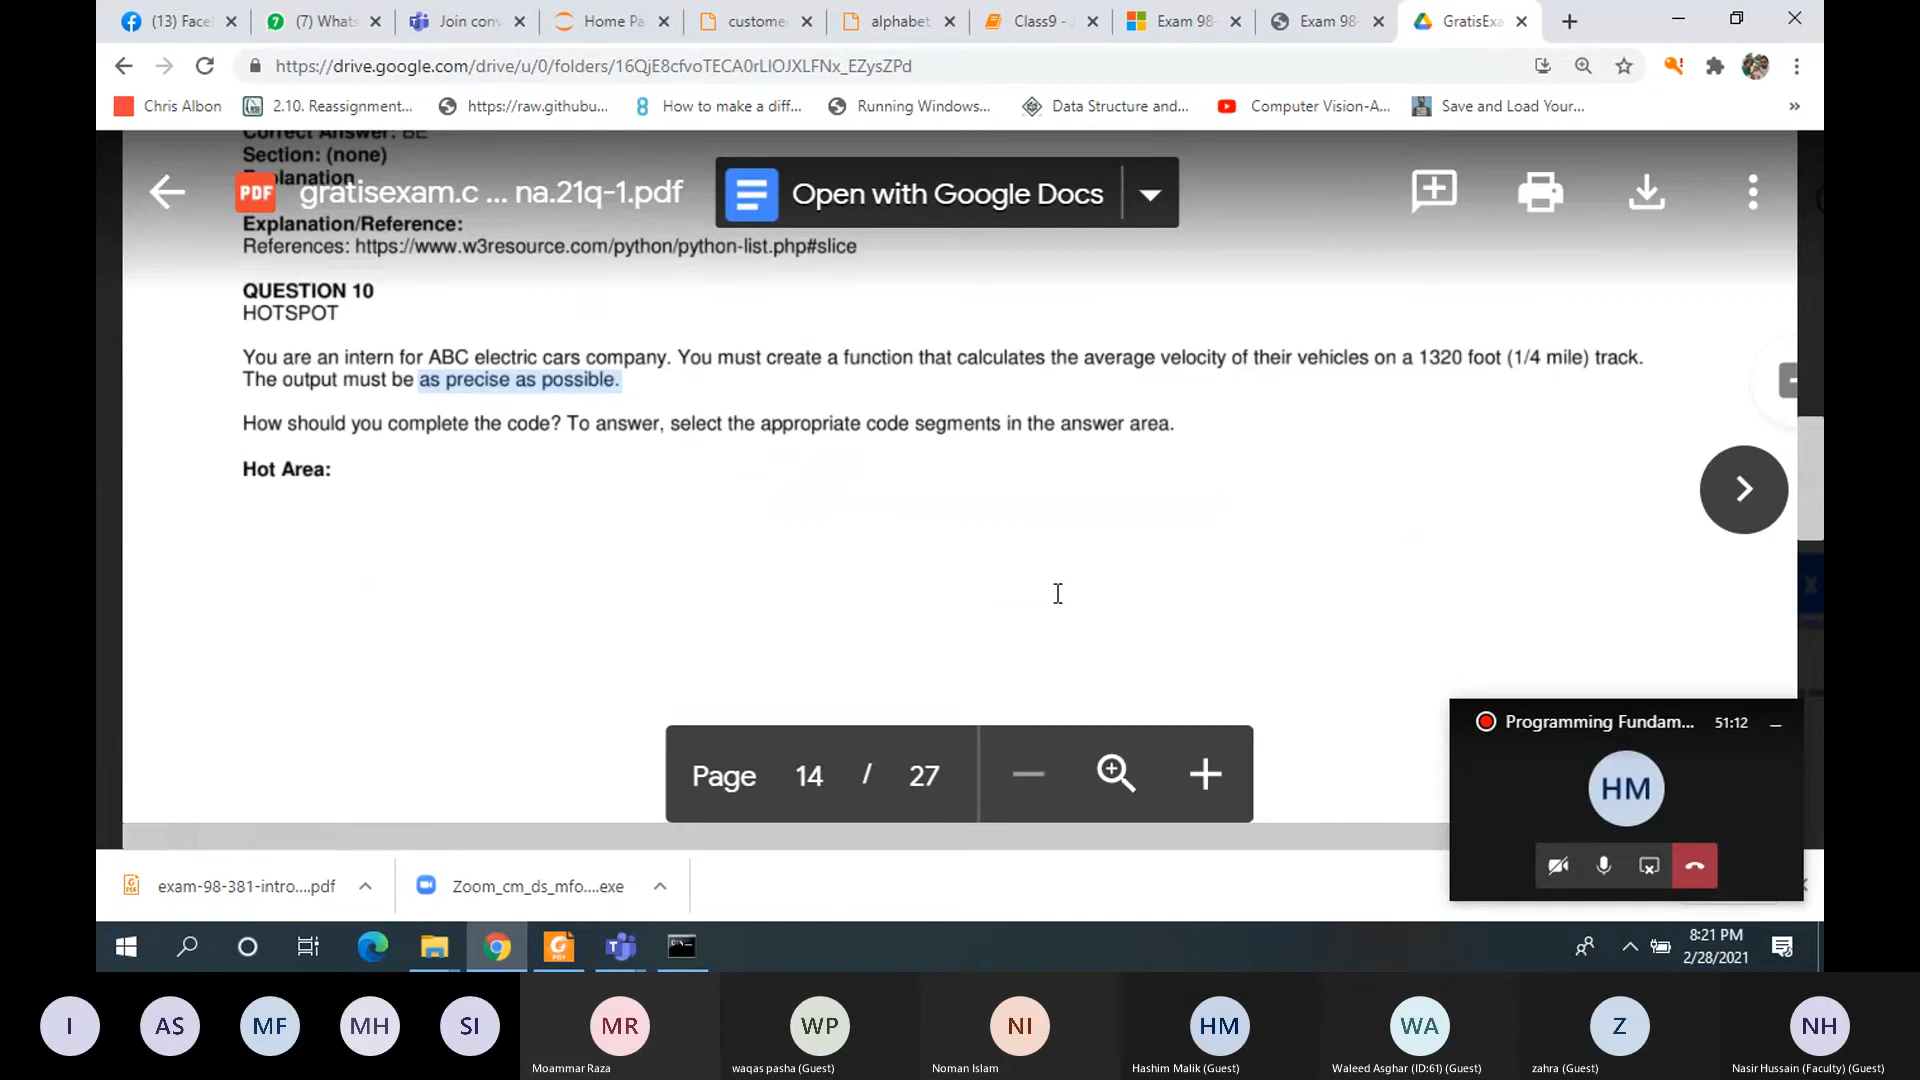 (13) Face
(7) Whats
Join con
Home Pa
custome
alphabet
Class9 - J
Exam 98-
Exam 98-
GratisExa
https://drive.google.com/drive/u/0/folders/16QjE8cfvoTECA0rLIOJXLFNx_EZysZPd
Chris Albon
2.10. Reassignment...
https://raw.githubu...
How to make a diff...
Running Windows...
Data Structure and...
Computer Vision-A...
Save and Load Your...
»
Correct Answer: BE
Section: (none)
Explanation
PDF gratisexam.c ... na.21q-1.pdf
Open with Google Docs
Explanation/Reference:
References: https://www.w3resource.com/python/python-list.php#slice
QUESTION 10
HOTSPOT
You are an intern for ABC electric cars company. You must create a function that calculates the average velocity of their vehicles on a 1320 foot (1/4 mile) track.
The output must be as precise as possible.
How should you complete the code? To answer, select the appropriate code segments in the answer area.
Hot Area:
Page 14 / 27
Programming Fundam... 51:12
HM
exam-98-381-intro....pdf
Zoom_cm_ds_mfo....exe
8:21 PM
2/28/2021
I
AS
MF
MH
SI
MR
WP
NI
HM
WA
Z
NH
Moammar Raza
waqas pasha (Guest)
Noman Islam
Hashim Malik (Guest)
Waleed Asghar (ID:61) (Guest)
zahra (Guest)
Nasir Hussain (Faculty) (Guest)